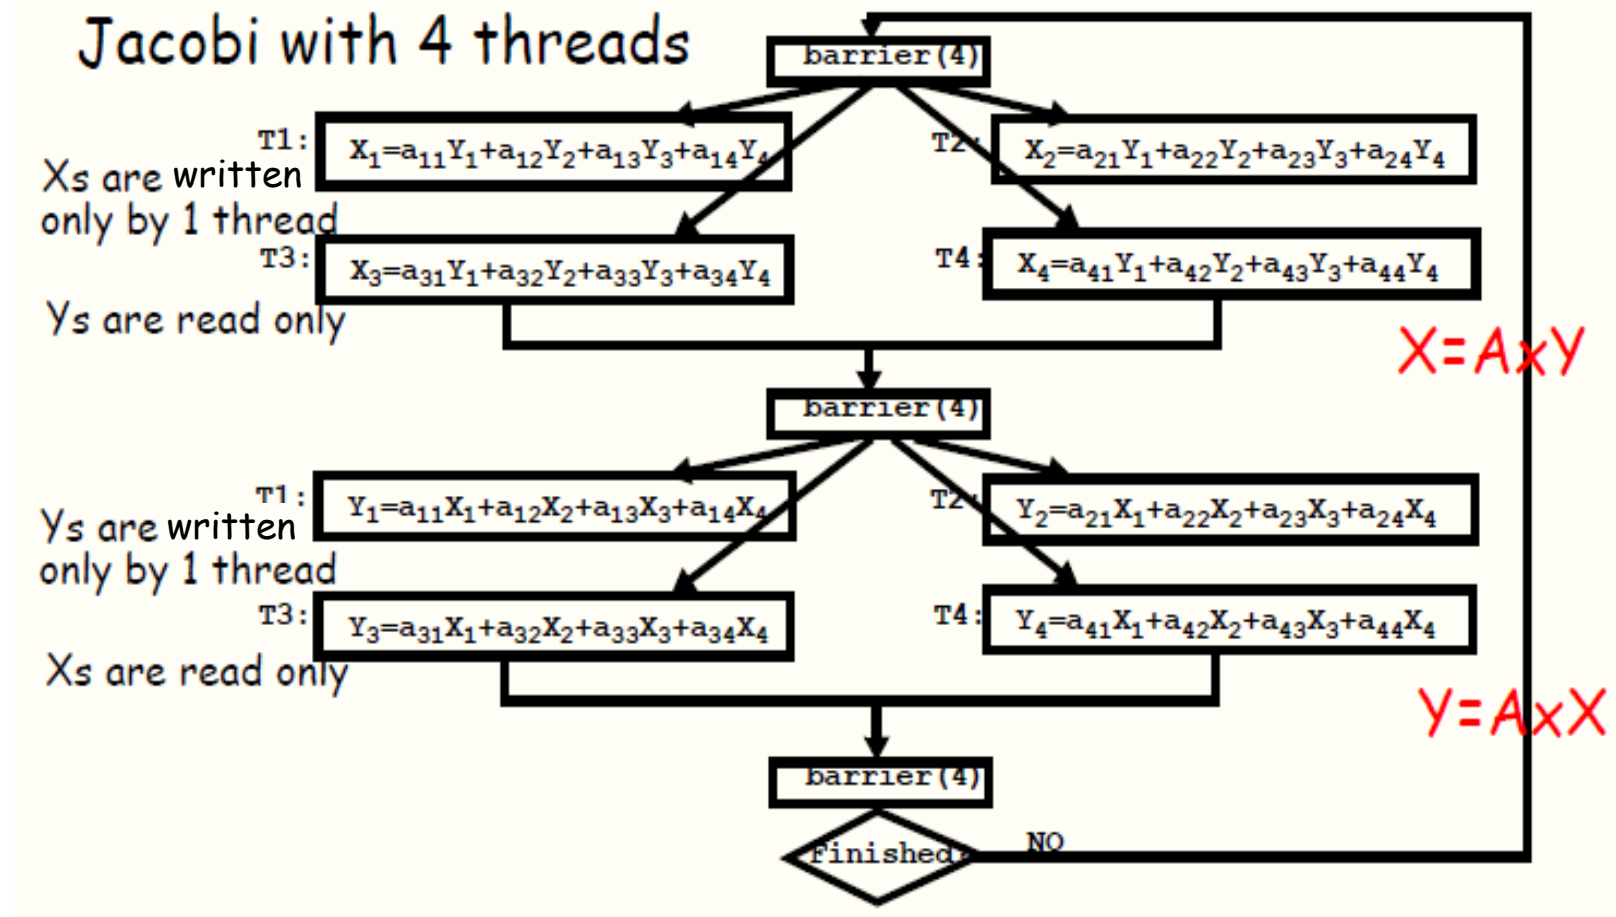 Jacobi with 4 threads
barrier(4)
T1: X₁=a₁₁Y₁+a₁₂Y₂+a₁₃Y₃+a₁₄Y₄
T2: X₂=a₂₁Y₁+a₂₂Y₂+a₂₃Y₃+a₂₄Y₄
Xs are written
only by 1 thread
T3: X₃=a₃₁Y₁+a₃₂Y₂+a₃₃Y₃+a₃₄Y₄
T4: X₄=a₄₁Y₁+a₄₂Y₂+a₄₃Y₃+a₄₄Y₄
Ys are read only
X=AxY
barrier(4)
T1: Y₁=a₁₁X₁+a₁₂X₂+a₁₃X₃+a₁₄X₄
T2: Y₂=a₂₁X₁+a₂₂X₂+a₂₃X₃+a₂₄X₄
Ys are written
only by 1 thread
T3: Y₃=a₃₁X₁+a₃₂X₂+a₃₃X₃+a₃₄X₄
T4: Y₄=a₄₁X₁+a₄₂X₂+a₄₃X₃+a₄₄X₄
Xs are read only
Y=AxX
barrier(4)
Finished?
NO